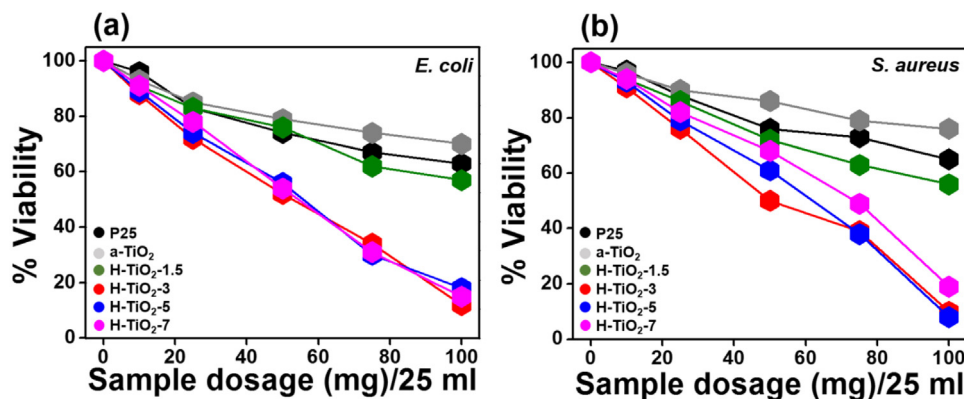 (a)
E. coli
% Viability
100
80
60
40
20
0
P25
a-TiO₂
H-TiO₂-1.5
H-TiO₂-3
H-TiO₂-5
H-TiO₂-7
0 20 40 60 80 100
Sample dosage (mg)/25 ml
(b)
S. aureus
% Viability
100
80
60
40
20
0
P25
a-TiO₂
H-TiO₂-1.5
H-TiO₂-3
H-TiO₂-5
H-TiO₂-7
0 20 40 60 80 100
Sample dosage (mg)/25 ml